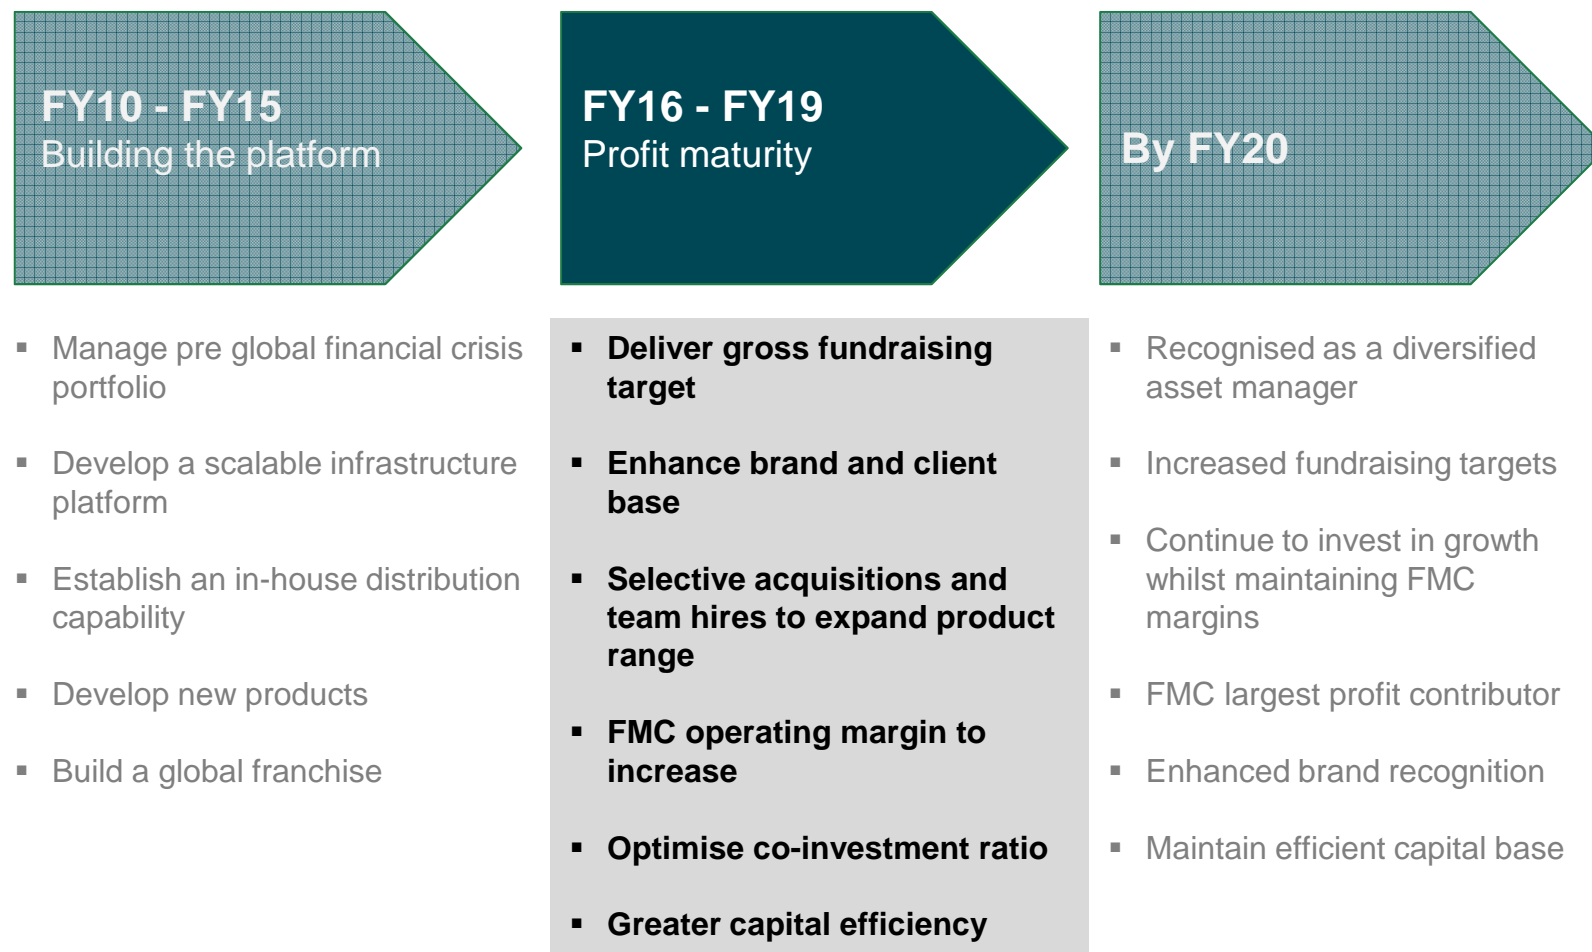 FY10 - FY15
Building the platform
▪ Manage pre global financial crisis
portfolio
▪ Develop a scalable infrastructure
platform
▪ Establish an in-house distribution
capability
▪ Develop new products
▪ Build a global franchise
FY16 - FY19
Profit maturity
▪ Deliver gross fundraising
target
▪ Enhance brand and client
base
▪ Selective acquisitions and
team hires to expand product
range
▪ FMC operating margin to
increase
▪ Optimise co-investment ratio
▪ Greater capital efficiency
By FY20
▪ Recognised as a diversified
asset manager
▪ Increased fundraising targets
▪ Continue to invest in growth
whilst maintaining FMC
margins
▪ FMC largest profit contributor
▪ Enhanced brand recognition
▪ Maintain efficient capital base